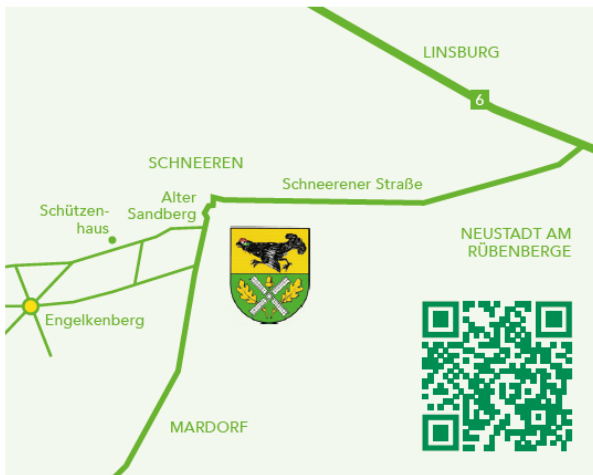 LINSBURG
6
SCHNEEREN
Schneerener Straße
Alter
Sandberg
Schützen-
haus
NEUSTADT AM
RÜBENBERGE
Engelkenberg
MARDORF